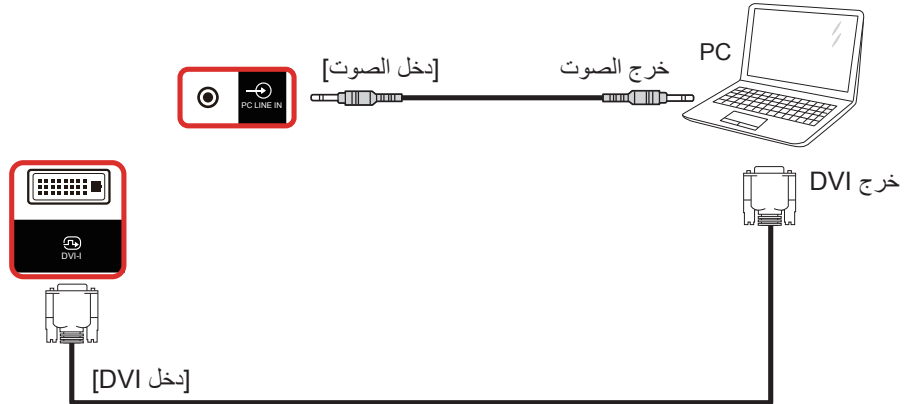 PC
خرج الصوت
[دخل الصوت]
PC LINE IN
خرج DVI
DVI-I
[دخل DVI]